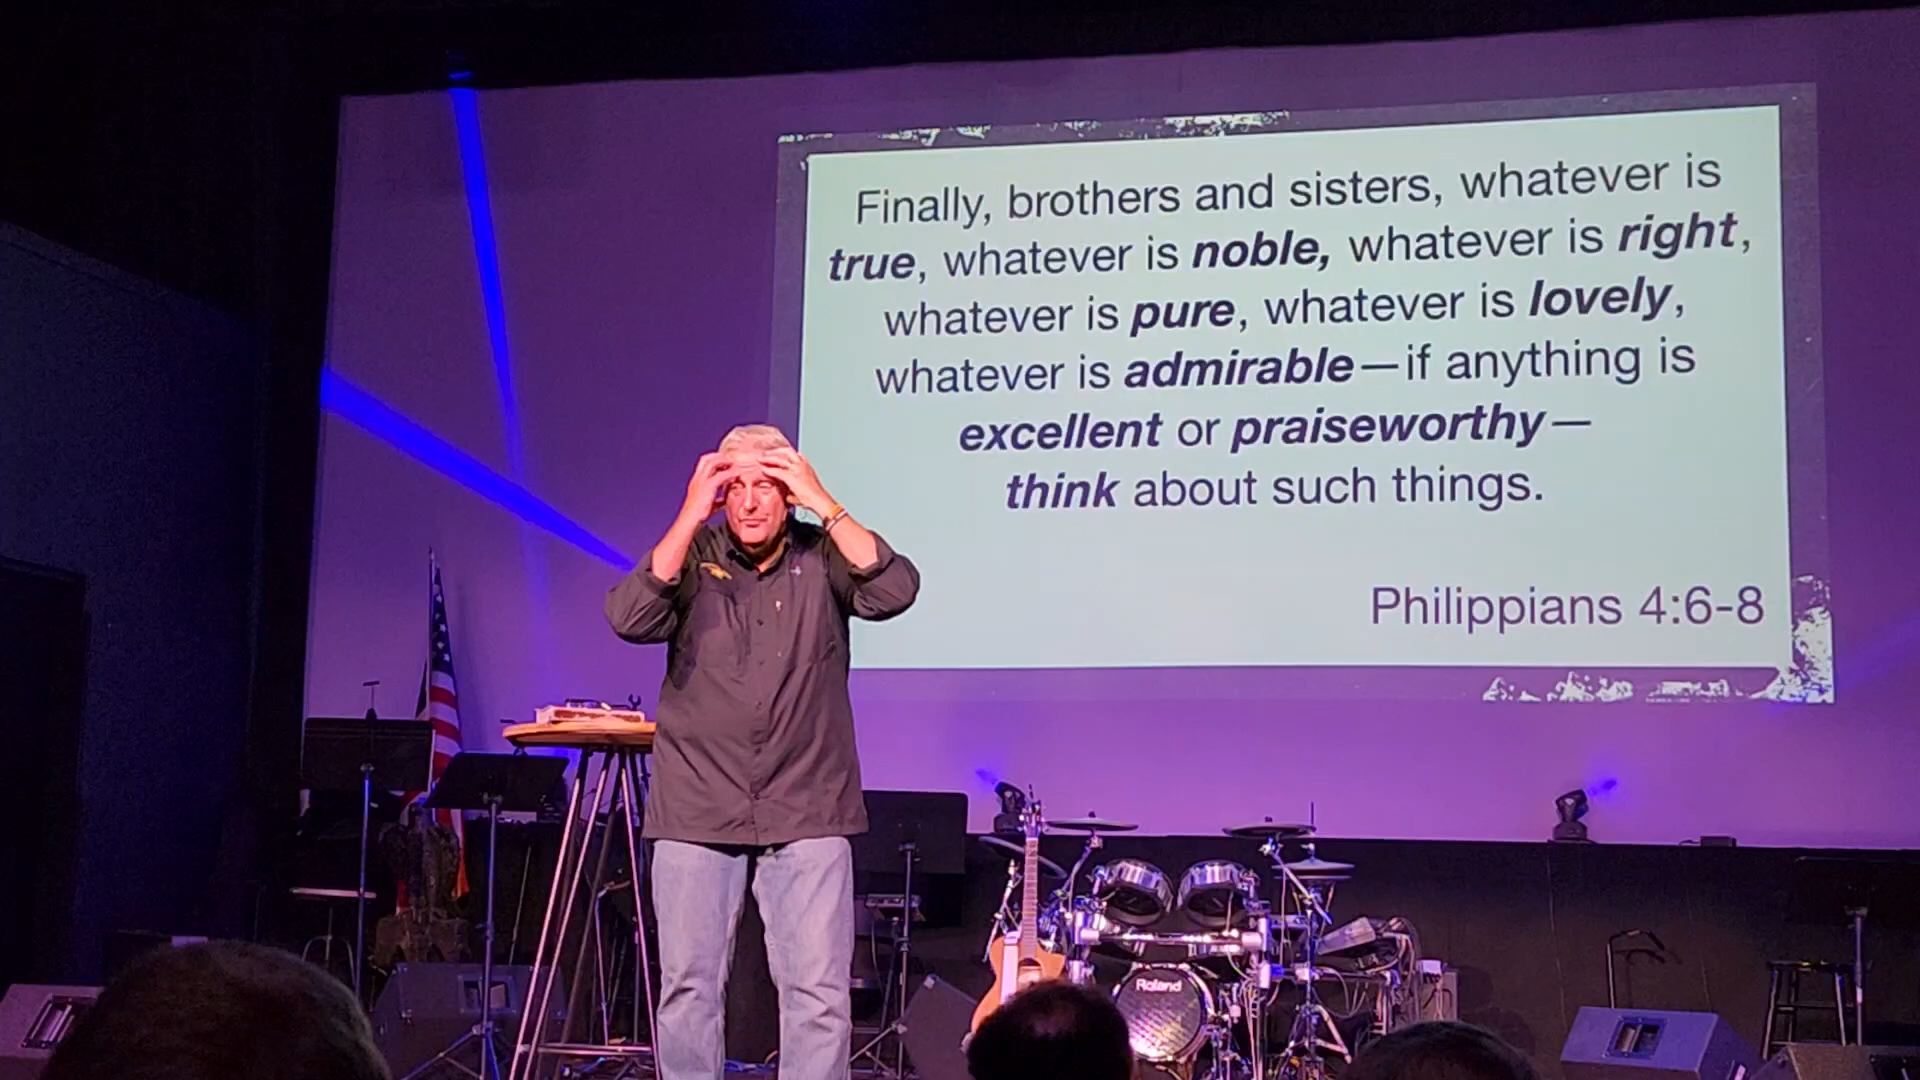 Finally, brothers and sisters, whatever is
true, whatever is noble, whatever is right,
whatever is pure, whatever is lovely,
whatever is admirable—if anything is
excellent or praiseworthy—
think about such things.
Philippians 4:6-8
Roland